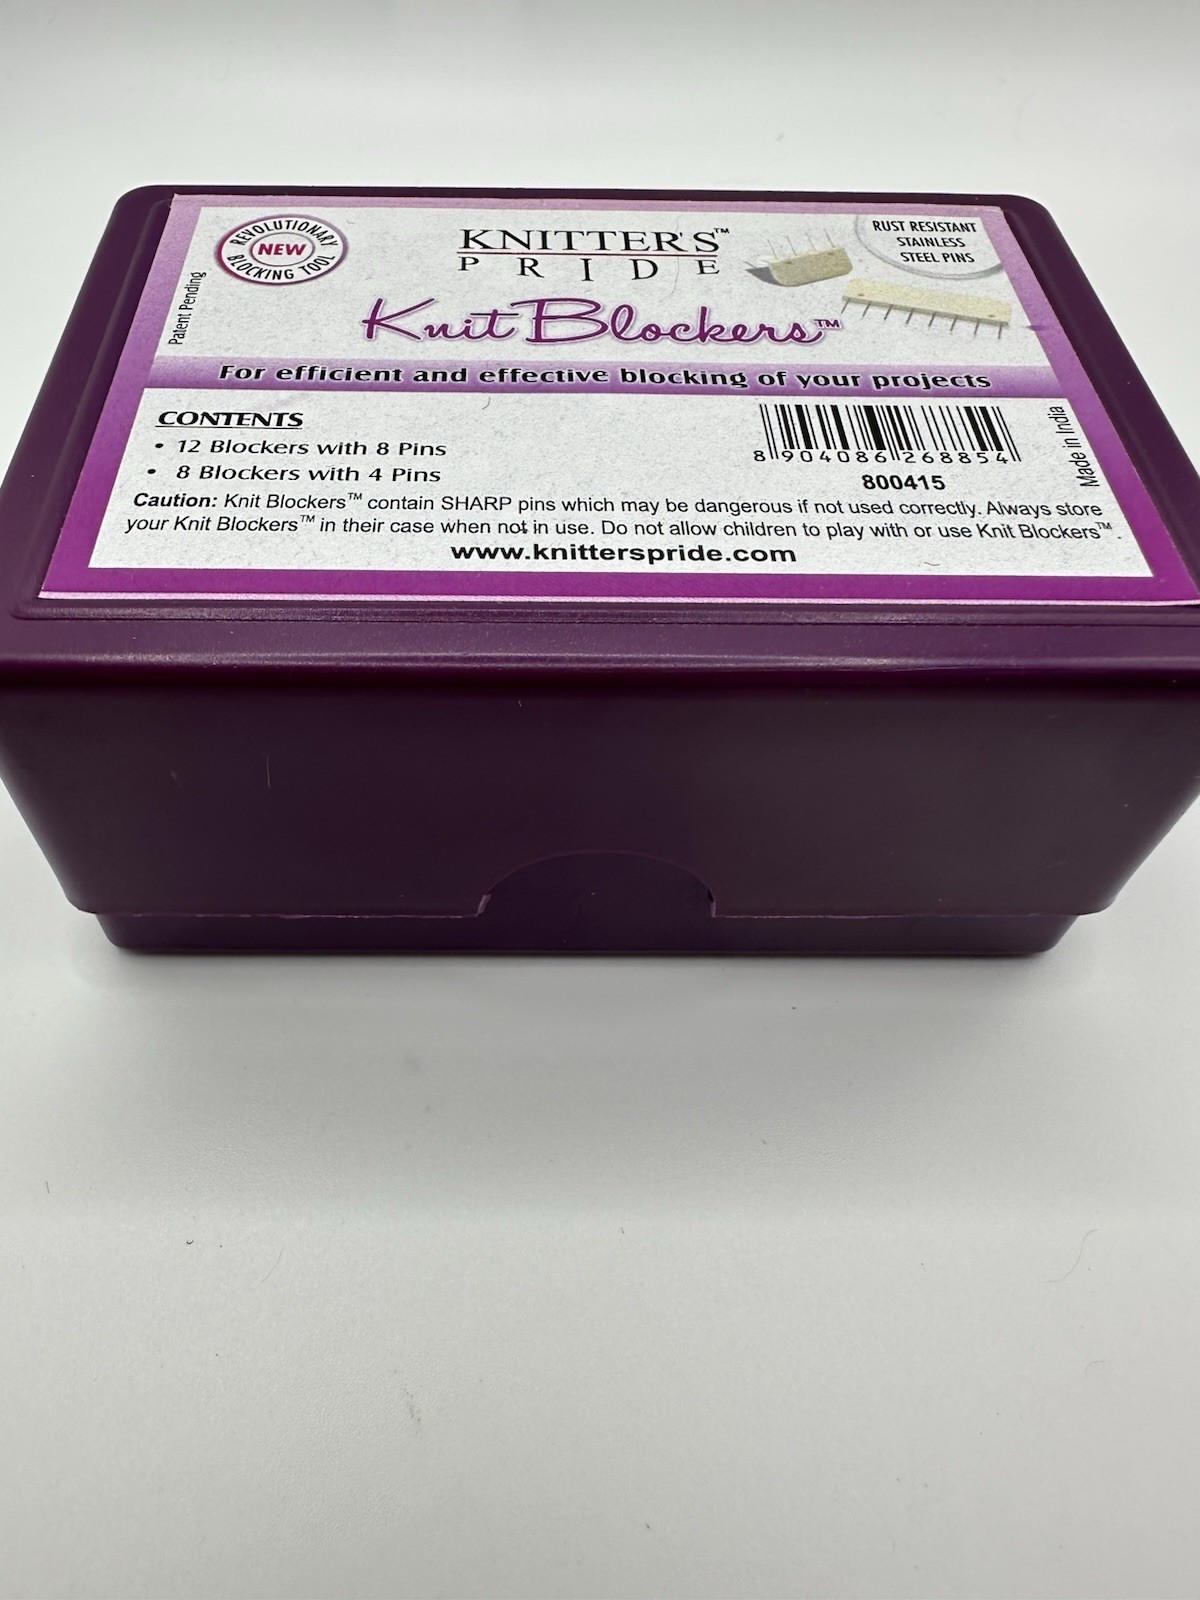 REVOLUTIONARY
NEW
BLOCKING TOOL
Patent Pending
KNITTER'S™
PRIDE
RUST RESISTANT
STAINLESS
STEEL PINS
Knit Blockers™
For efficient and effective blocking of your projects
CONTENTS
• 12 Blockers with 8 Pins
• 8 Blockers with 4 Pins
8 904086 268854
800415
Made in India
Caution: Knit Blockers™ contain SHARP pins which may be dangerous if not used correctly. Always store
your Knit Blockers™ in their case when not in use. Do not allow children to play with or use Knit Blockers™.
www.knitterspride.com